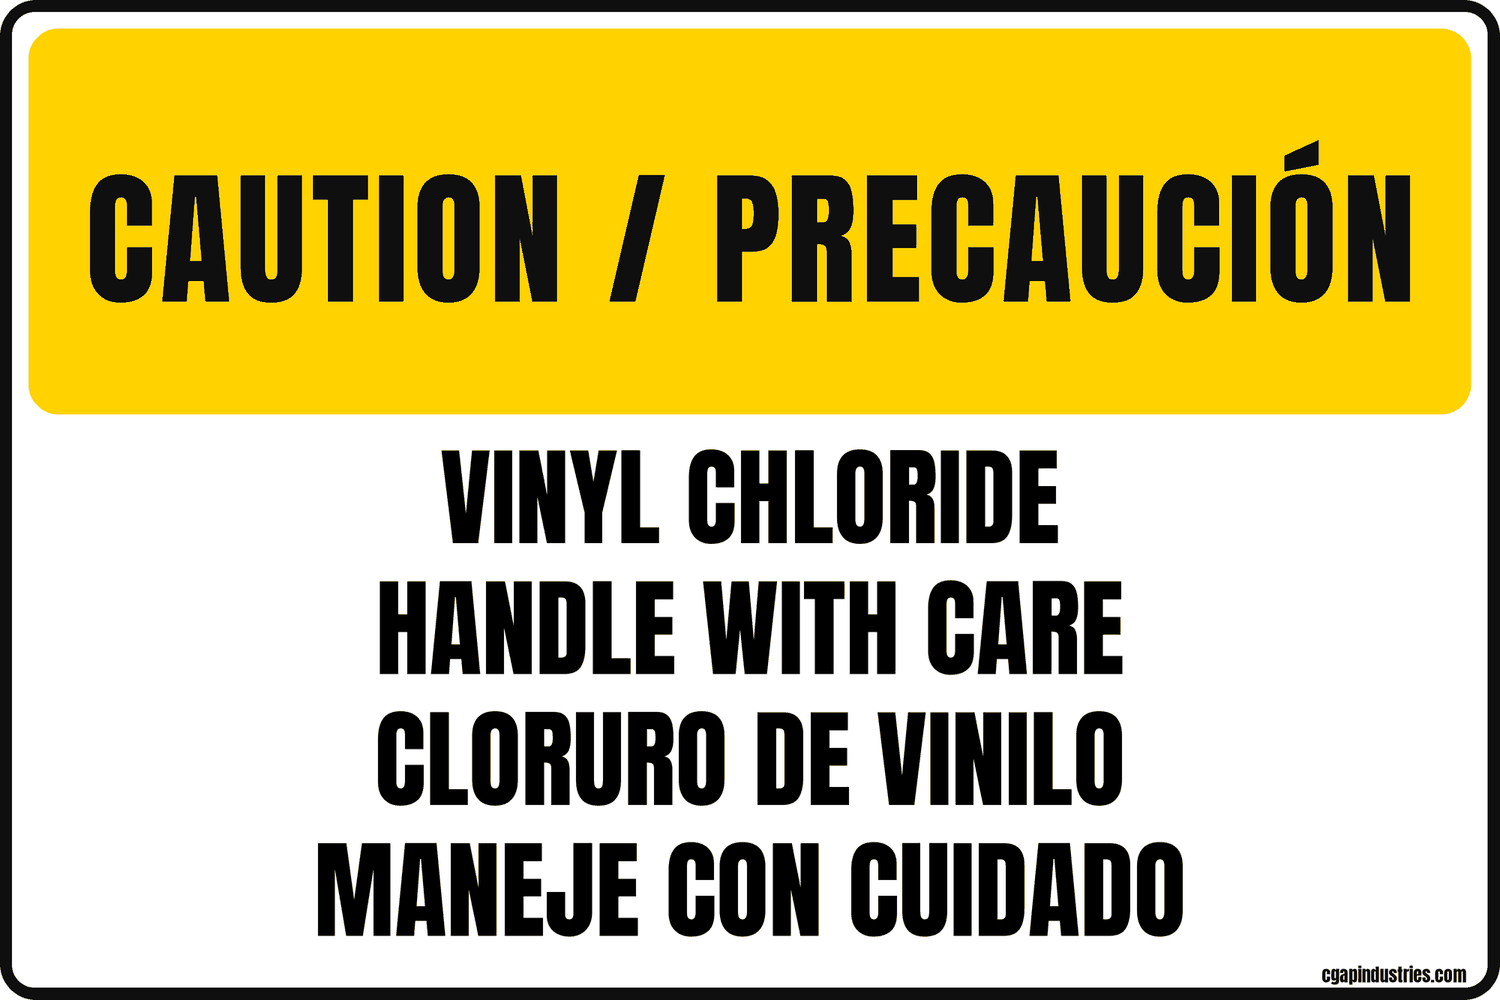 CAUTION / PRECAUCIÓN
VINYL CHLORIDE
HANDLE WITH CARE
CLORURO DE VINILO
MANEJE CON CUIDADO
cgapindustries.com